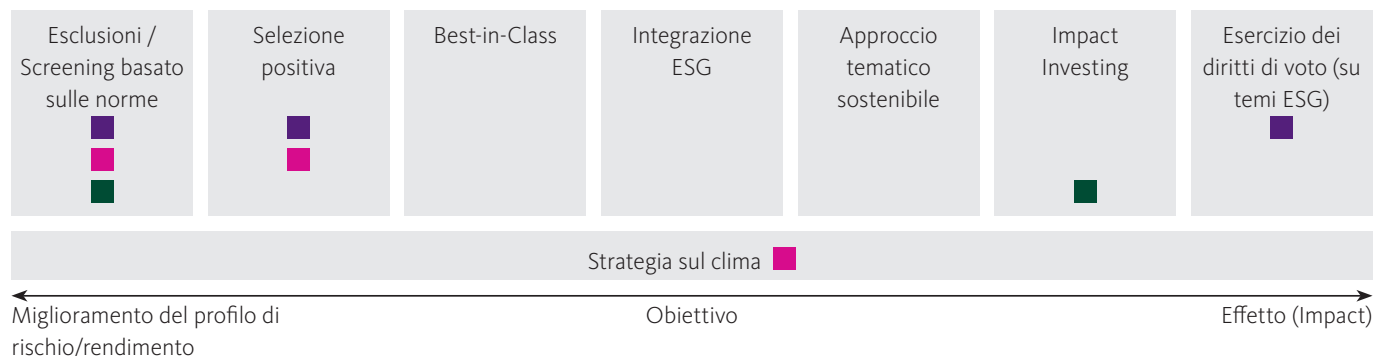 Esclusioni /
Screening basato
sulle norme
Selezione
positiva
Best-in-Class
Integrazione
ESG
Approccio
tematico
sostenibile
Impact
Investing
Esercizio dei
diritti di voto (su
temi ESG)
Strategia sul clima
Miglioramento del profilo di
rischio/rendimento
Obiettivo
Effetto (Impact)